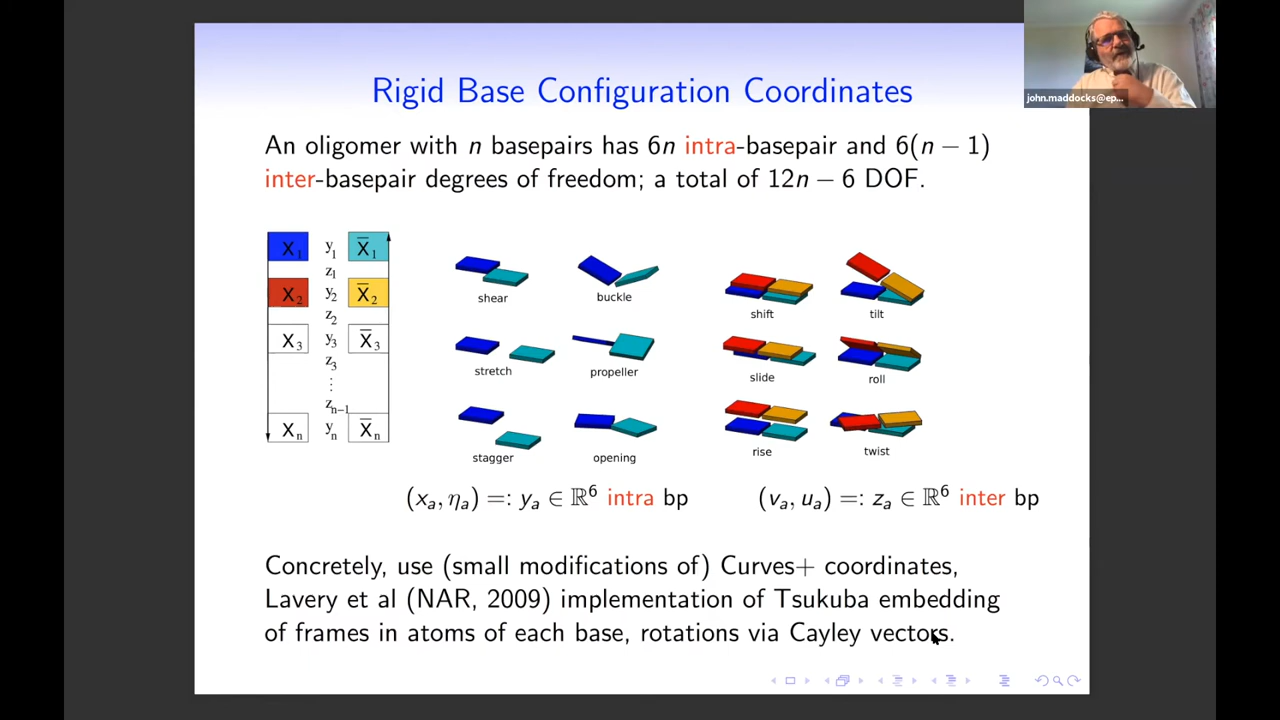 Rigid Base Configuration Coordinates
john.maddocks@ep...
An oligomer with n basepairs has 6n intra-basepair and 6(n − 1)
inter-basepair degrees of freedom; a total of 12n − 6 DOF.
X₁ y₁ X̅₁
z₁
X₂ y₂ X̅₂
z₂
X₃ y₃ X̅₃
z₃
⋮
zₙ₋₁
Xₙ yₙ X̅ₙ
shear buckle
stretch propeller
stagger opening
shift tilt
slide roll
rise twist
(xₐ, ηₐ) =: yₐ ∈ ℝ⁶ intra bp
(vₐ, uₐ) =: zₐ ∈ ℝ⁶ inter bp
Concretely, use (small modifications of) Curves+ coordinates,
Lavery et al (NAR, 2009) implementation of Tsukuba embedding
of frames in atoms of each base, rotations via Cayley vectors.